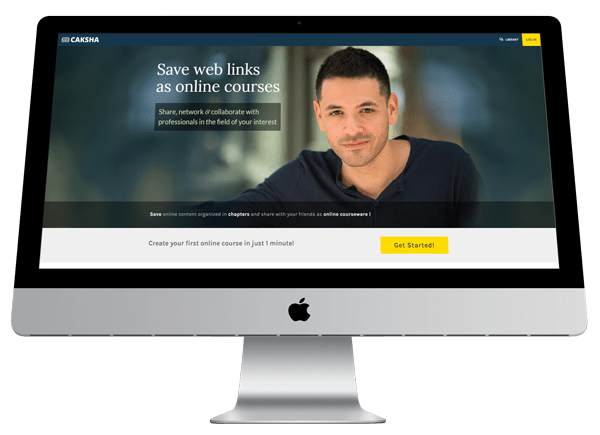 CAKSHA
LIBRARY
LOG IN
Save web links
as online courses
Share, network & collaborate with
professionals in the field of your interest
Save online content organized in chapters and share with your friends as online courseware !
Create your first online course in just 1 minute!
Get Started!